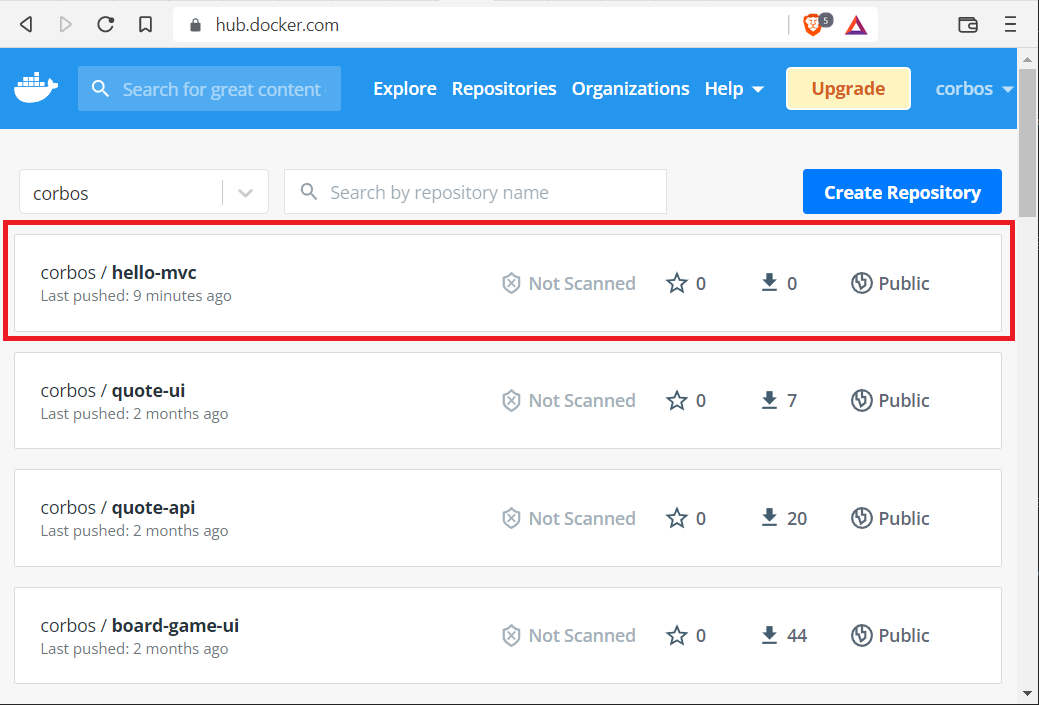 hub.docker.com
5
Search for great content
Explore
Repositories
Organizations
Help
Upgrade
corbos
corbos
Search by repository name
Create Repository
corbos / hello-mvc
Last pushed: 9 minutes ago
Not Scanned
0
0
Public
corbos / quote-ui
Last pushed: 2 months ago
Not Scanned
0
7
Public
corbos / quote-api
Last pushed: 2 months ago
Not Scanned
0
20
Public
corbos / board-game-ui
Last pushed: 2 months ago
Not Scanned
0
44
Public